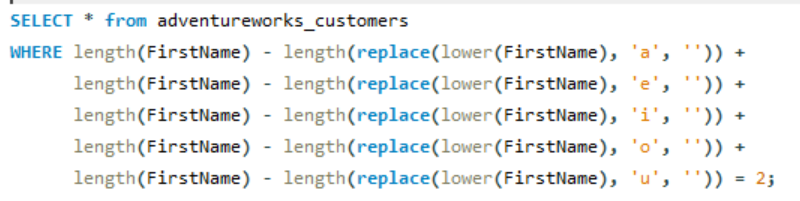 SELECT * from adventureworks_customers
WHERE length(FirstName) - length(replace(lower(FirstName), 'a', '')) +
length(FirstName) - length(replace(lower(FirstName), 'e', '')) +
length(FirstName) - length(replace(lower(FirstName), 'i', '')) +
length(FirstName) - length(replace(lower(FirstName), 'o', '')) +
length(FirstName) - length(replace(lower(FirstName), 'u', '')) = 2;